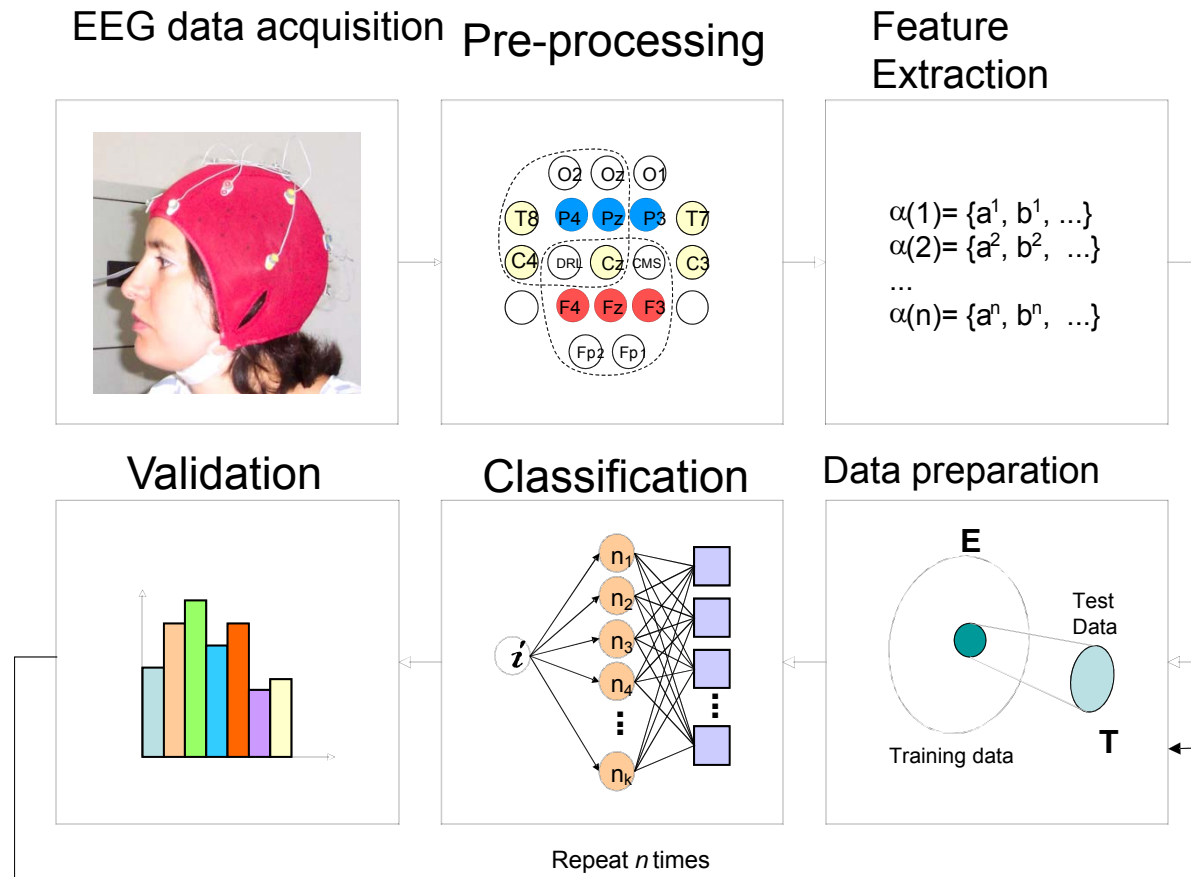 EEG data acquisition
Pre-processing
Feature
Extraction
O2 Oz O1
T8 P4 Pz P3 T7
C4 DRL Cz CMS C3
F4 Fz F3
Fp2 Fp1
α(1)= {a¹, b¹, ...}
α(2)= {a², b², ...}
...
α(n)= {aⁿ, bⁿ, ...}
Validation
Classification
Data preparation
i
n₁
n₂
n₃
n₄
nₖ
E
Test
Data
T
Training data
Repeat n times